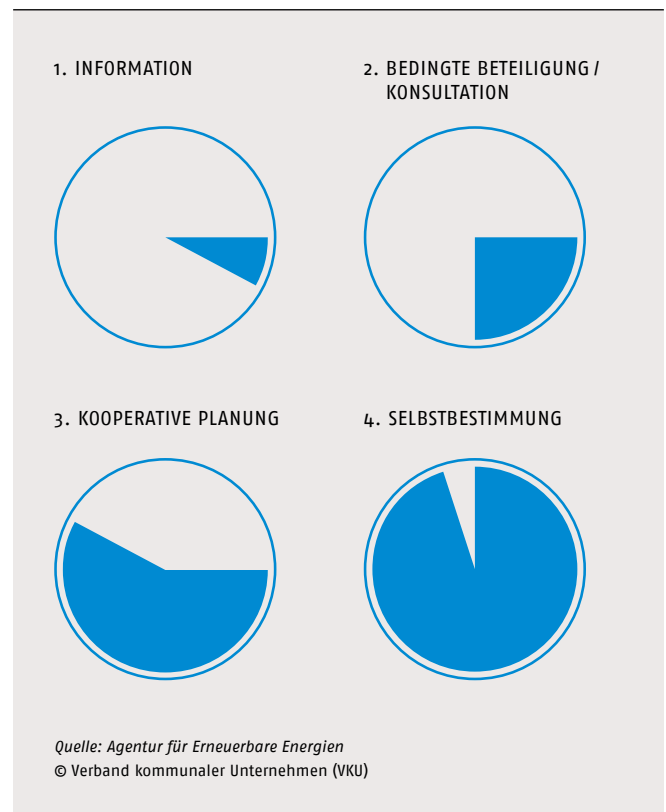 1. INFORMATION
2. BEDINGTE BETEILIGUNG /
KONSULTATION
3. KOOPERATIVE PLANUNG
4. SELBSTBESTIMMUNG
Quelle: Agentur für Erneuerbare Energien
© Verband kommunaler Unternehmen (VKU)